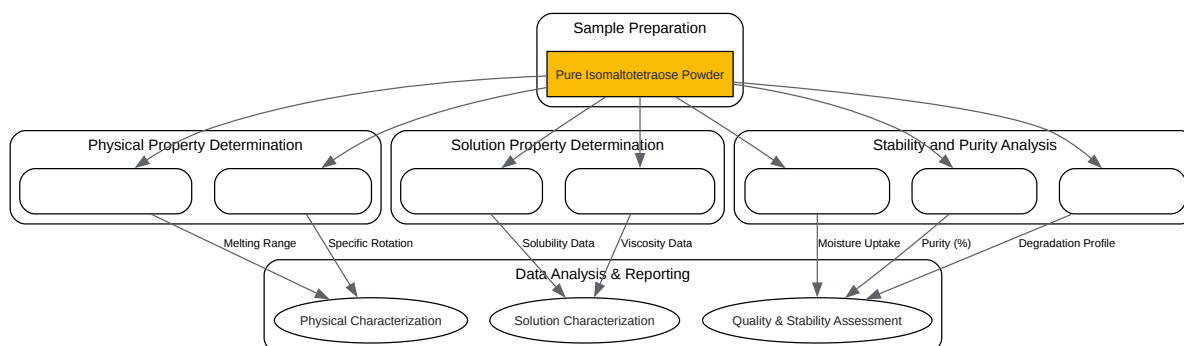 Sample Preparation
Pure Isomaltotetraose Powder
Physical Property Determination
Solution Property Determination
Stability and Purity Analysis
Melting Range
Specific Rotation
Solubility Data
Viscosity Data
Moisture Uptake
Purity (%)
Degradation Profile
Data Analysis & Reporting
Physical Characterization
Solution Characterization
Quality & Stability Assessment